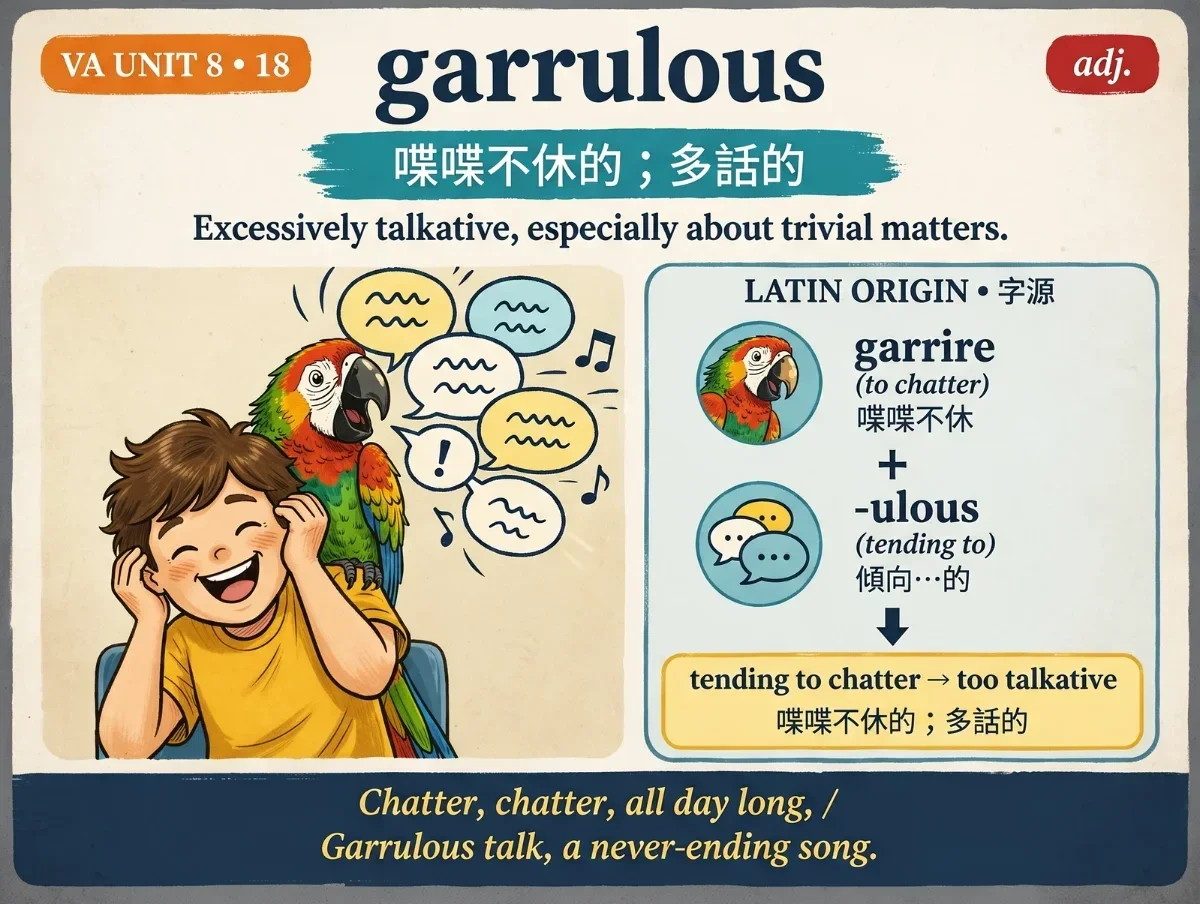 VA UNIT 8 • 18
garrulous
adj.
喋喋不休的；多話的
Excessively talkative, especially about trivial matters.
!
LATIN ORIGIN • 字源
garrire
(to chatter)
喋喋不休
+
-ulous
(tending to)
傾向⋯的
tending to chatter → too talkative
喋喋不休的；多話的
Chatter, chatter, all day long, /
Garrulous talk, a never-ending song.